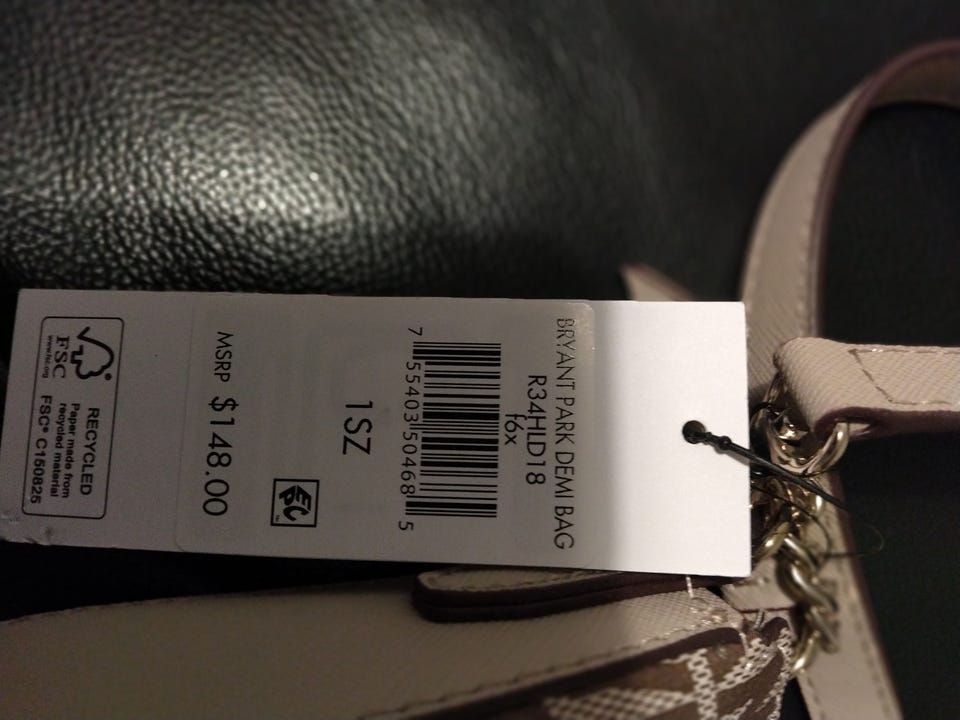 BRYANT PARK DEMI BAG
R34HLD18
f6x
7 55403 50468 5
1SZ
EPC
MSRP $148.00
FSC
www.fsc.org
RECYCLED
Paper made from
recycled material
FSC® C150825